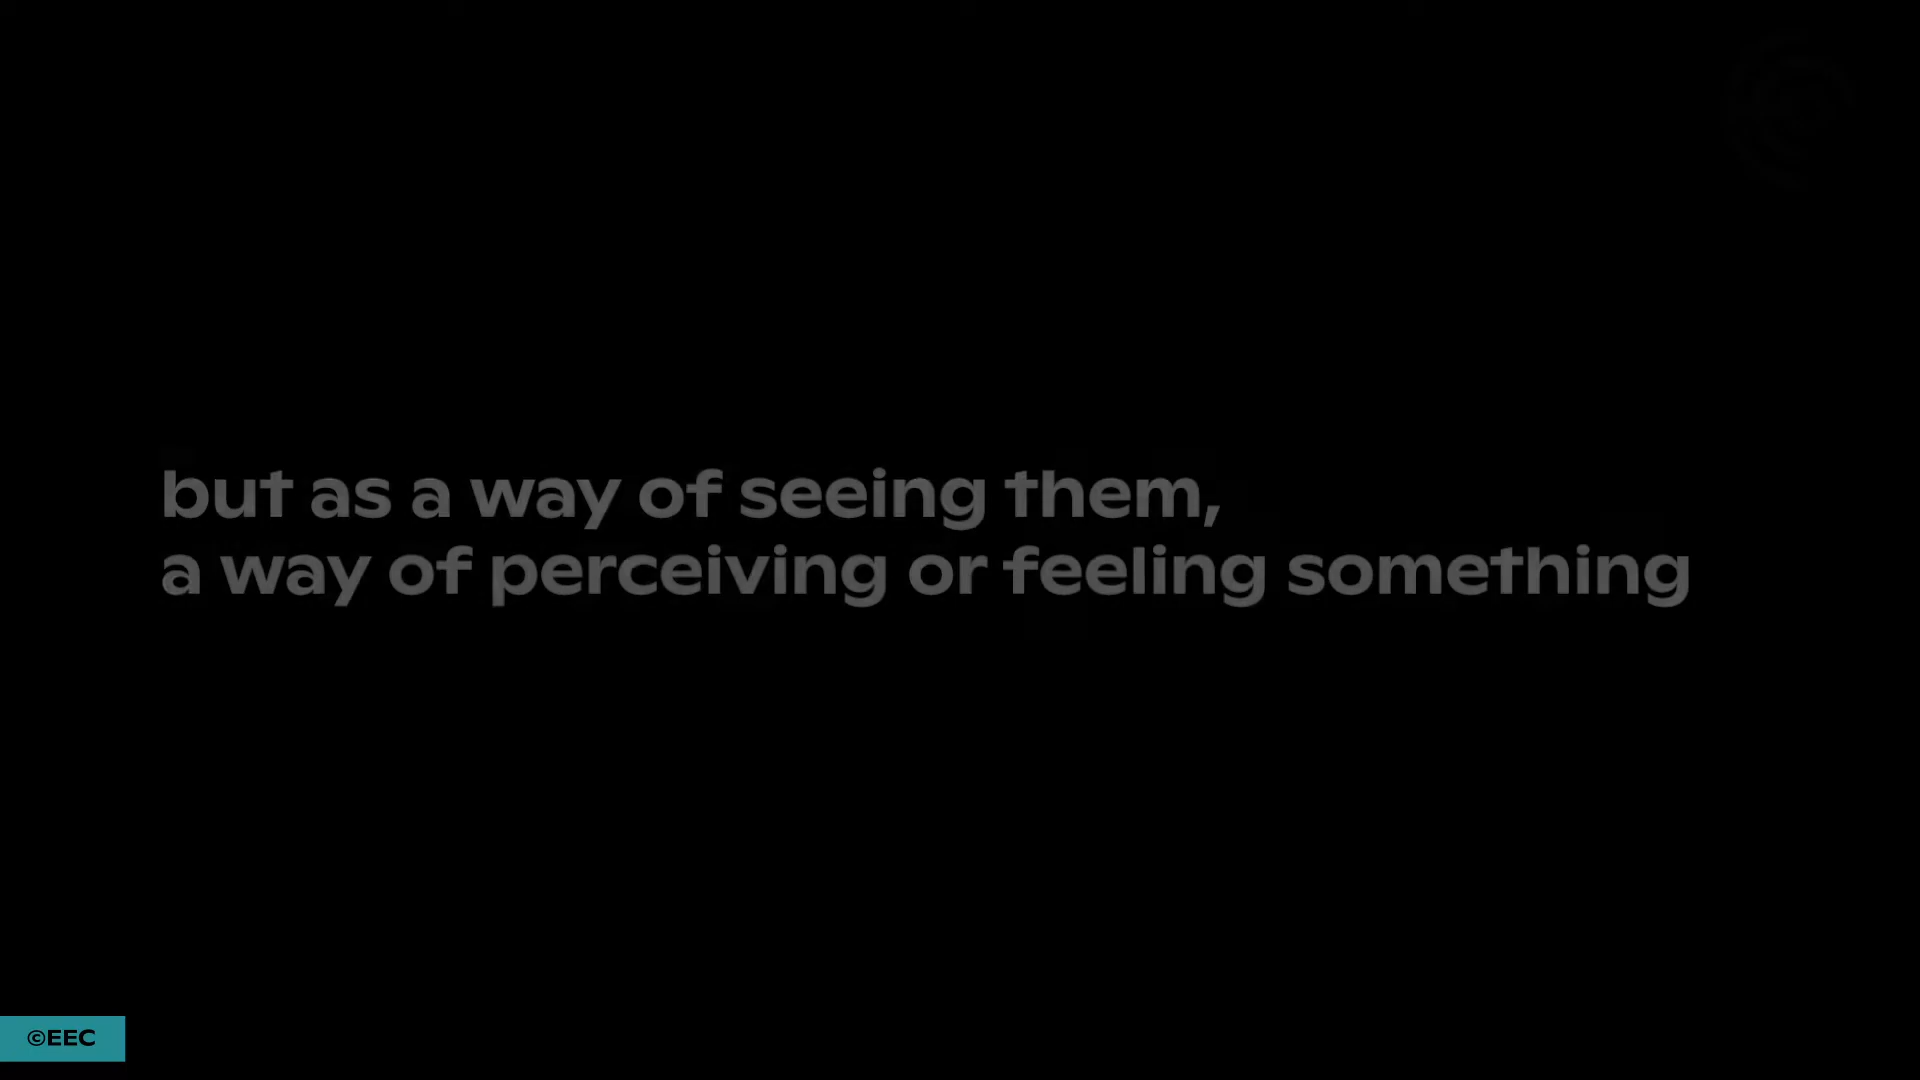 but as a way of seeing them,
a way of perceiving or feeling something
©EEC